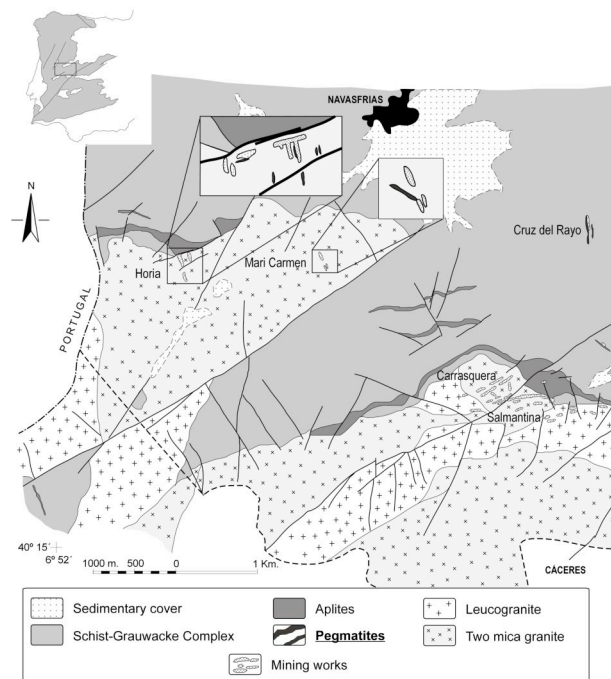 NAVASFRIAS
N
Cruz del Rayo
Horia
Mari Carmen
PORTUGAL
Carrasquera
Salmantina
40º 15´
6º 52´
1000 m. 500 0 1 Km.
CÁCERES
Sedimentary cover
Aplites
Leucogranite
Schist-Grauwacke Complex
Pegmatites
Two mica granite
Mining works